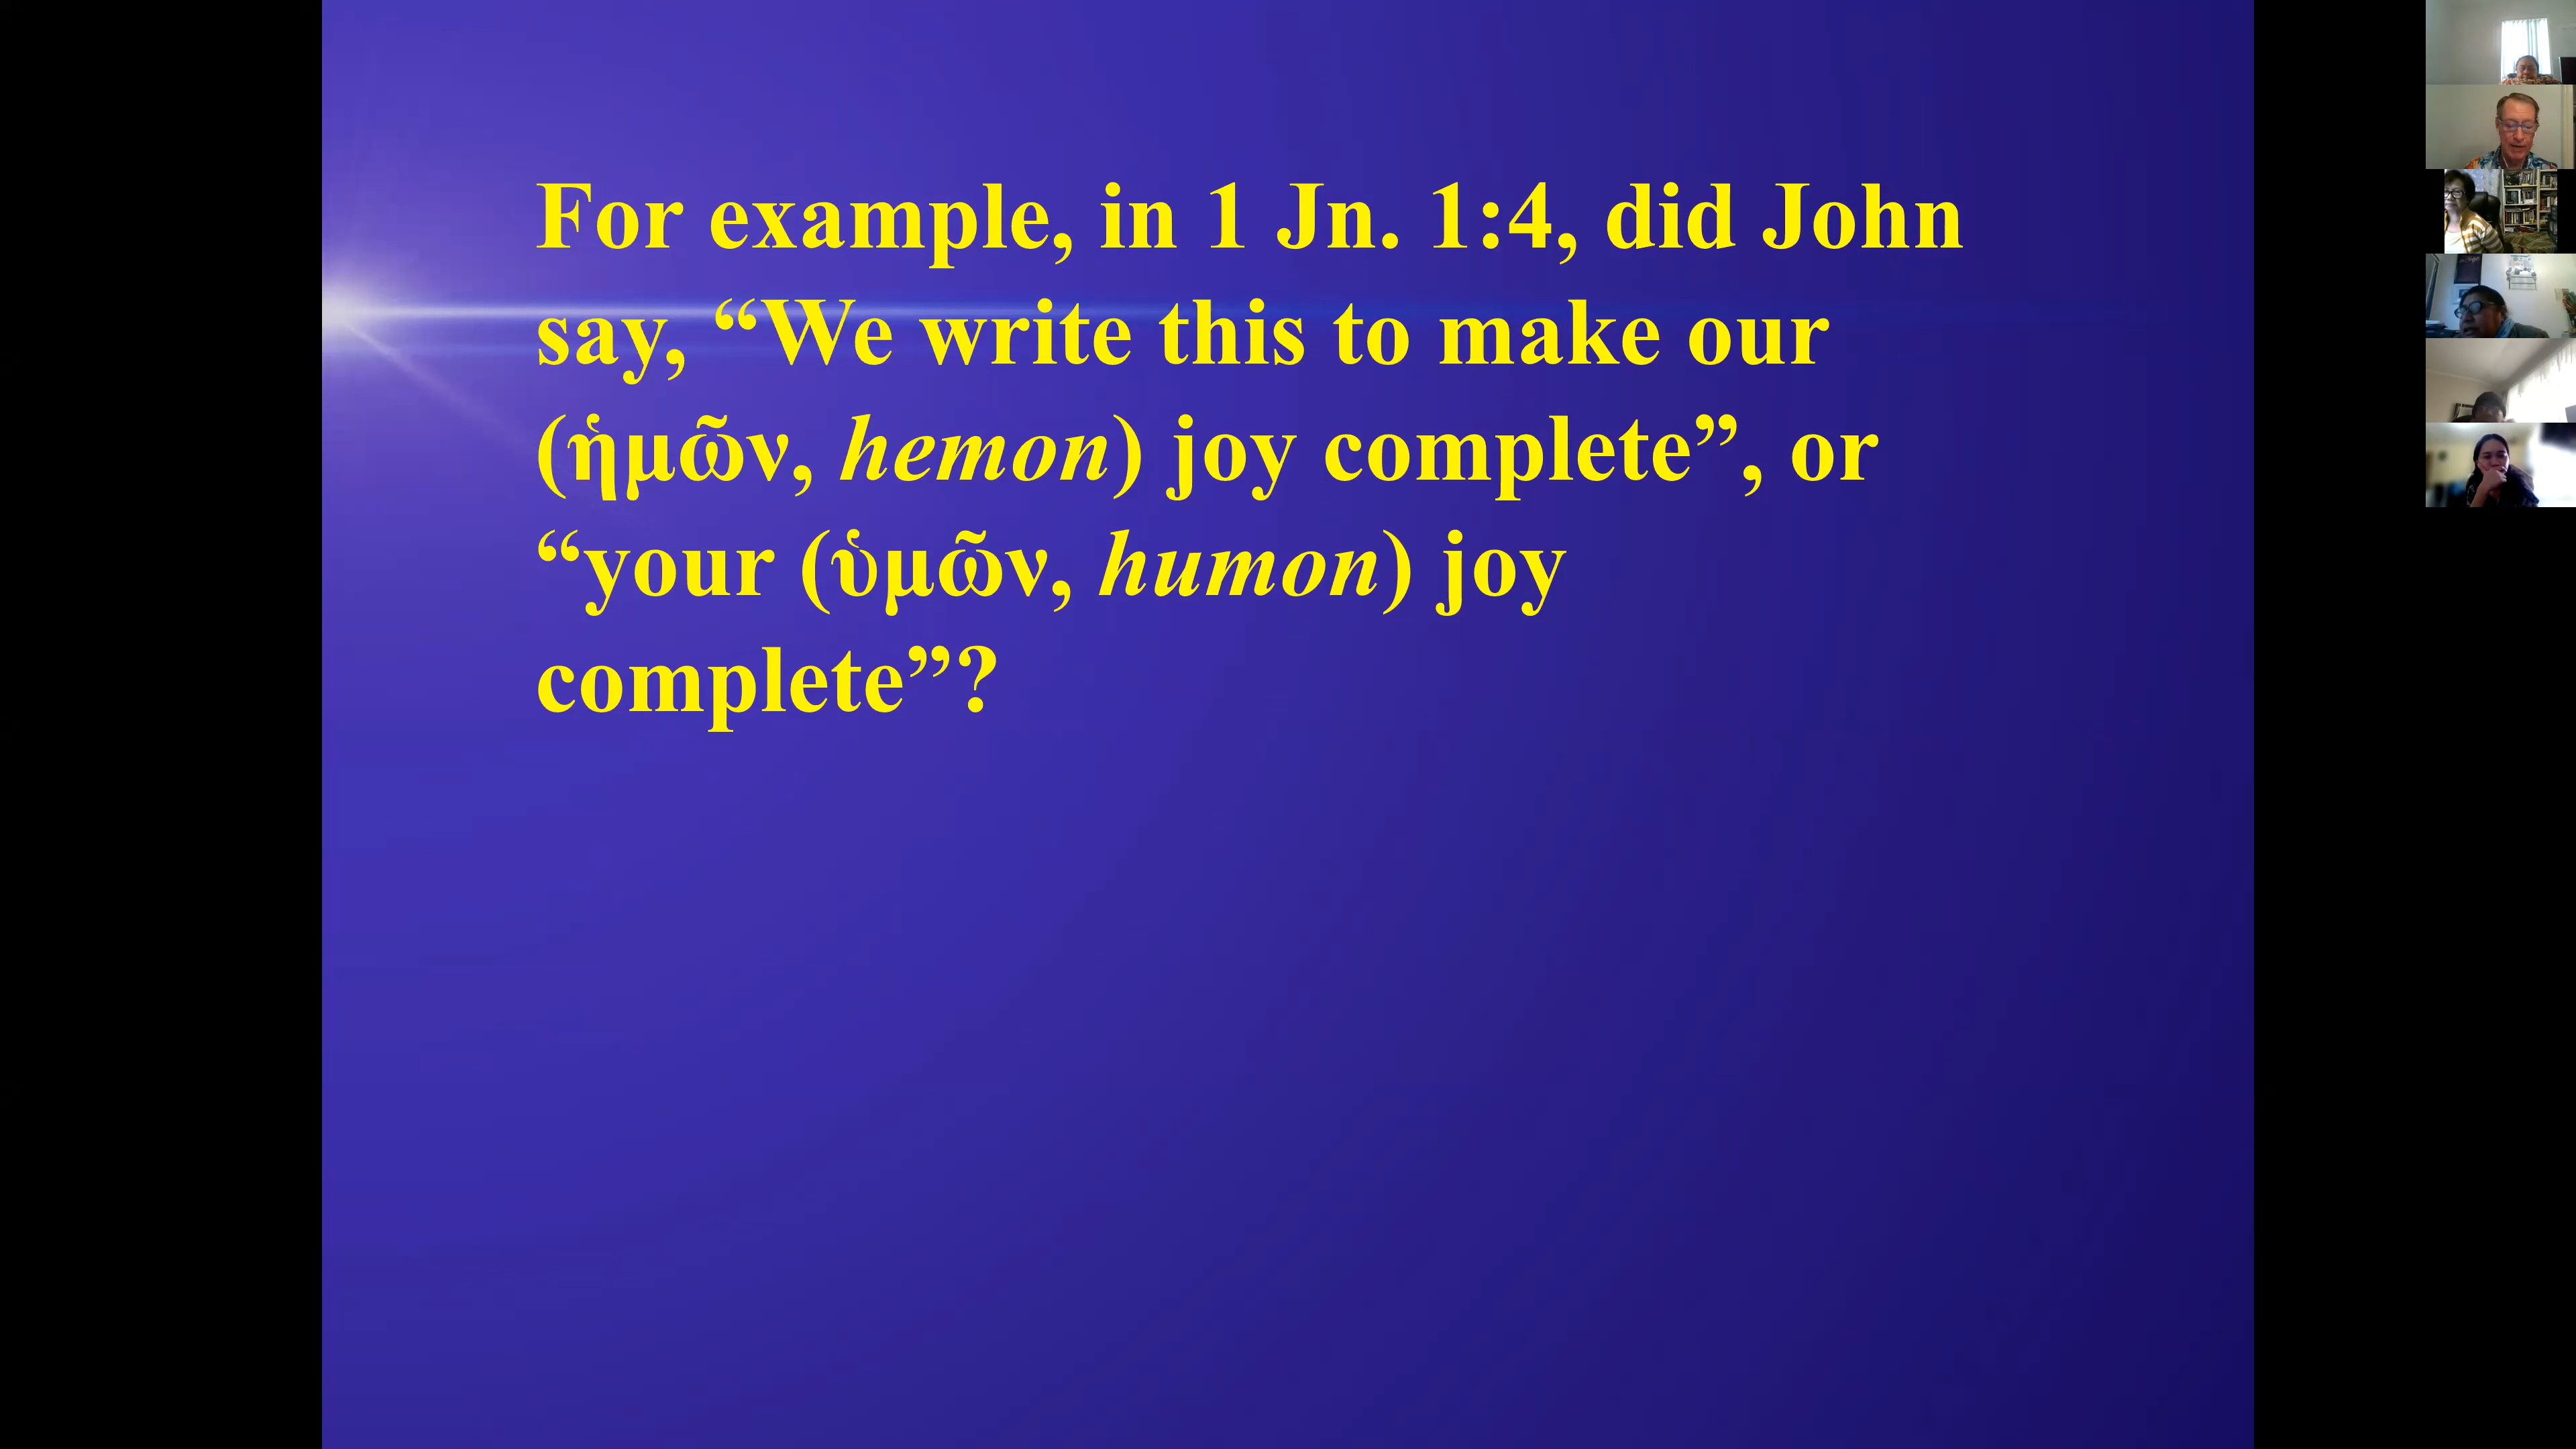 For example, in 1 Jn. 1:4, did John
say, “We write this to make our
(ἡμῶν, hemon) joy complete”, or
“your (ὑμῶν, humon) joy
complete”?